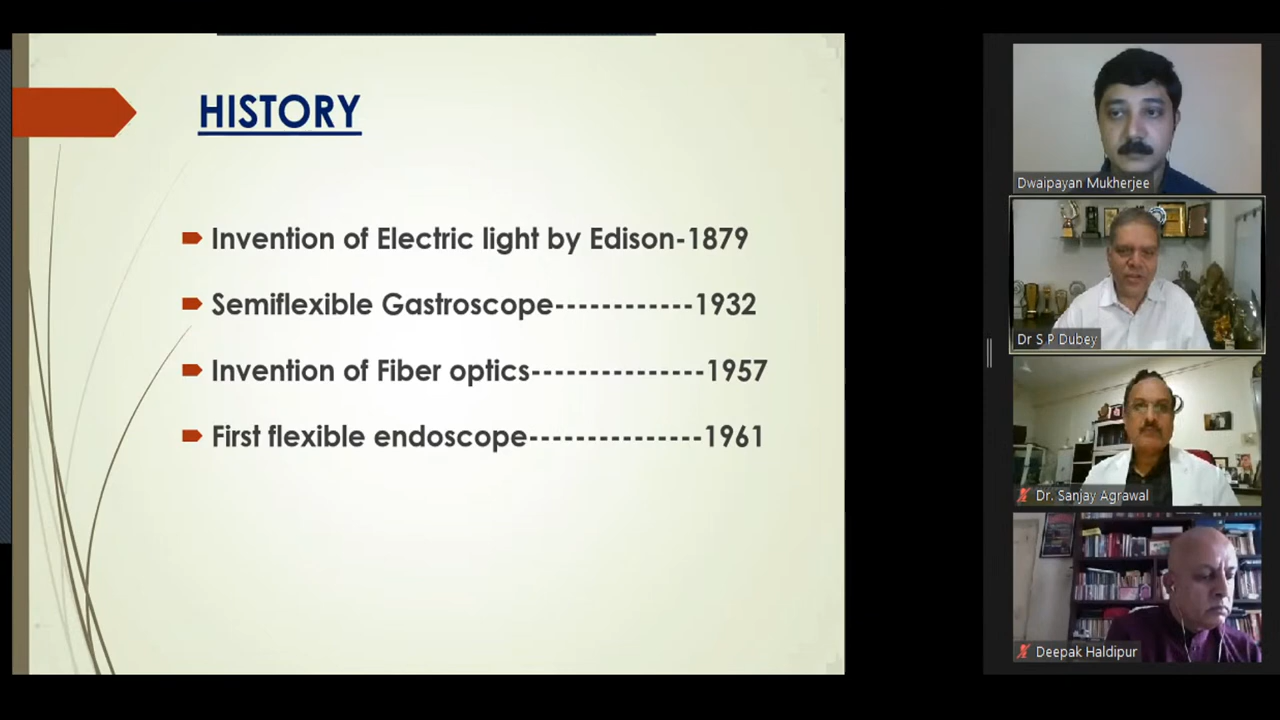 HISTORY
Invention of Electric light by Edison-1879
Semiflexible Gastroscope------------1932
Invention of Fiber optics---------------1957
First flexible endoscope---------------1961
Dwaipayan Mukherjee
Dr S P Dubey
Dr. Sanjay Agrawal
Deepak Haldipur